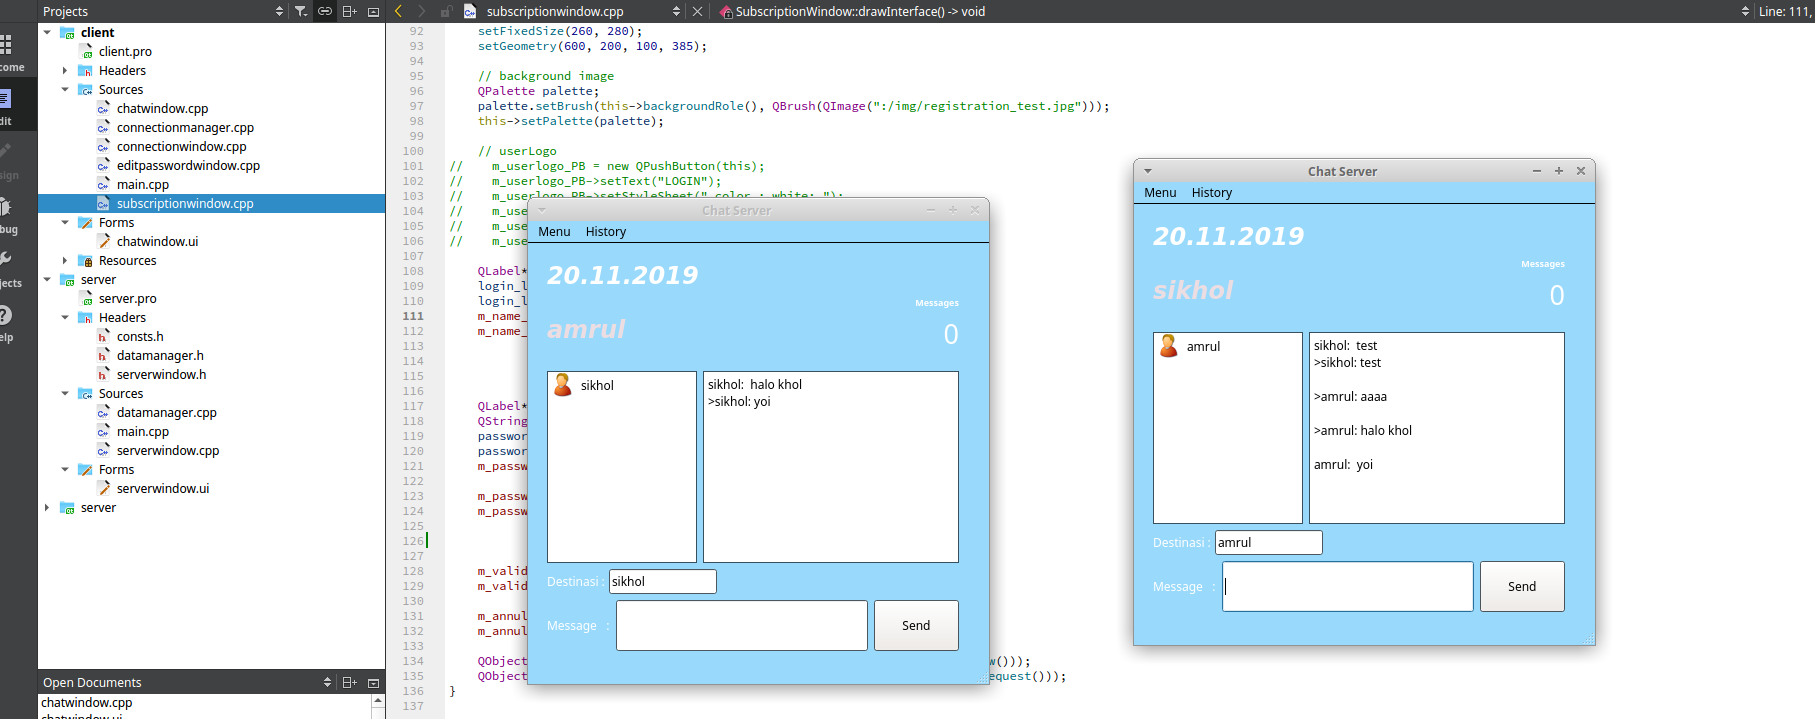 Projects
subscriptionwindow.cpp
SubscriptionWindow::drawInterface() -> void
Line: 111,
client
client.pro
Headers
Sources
chatwindow.cpp
connectionmanager.cpp
connectionwindow.cpp
editpasswordwindow.cpp
main.cpp
subscriptionwindow.cpp
Forms
chatwindow.ui
Resources
server
server.pro
Headers
consts.h
datamanager.h
serverwindow.h
Sources
datamanager.cpp
main.cpp
serverwindow.cpp
Forms
serverwindow.ui
server
Open Documents
chatwindow.cpp
chatwindow.ui
come
dit
sign
bug
jects
elp
92 setFixedSize(260, 280);
93 setGeometry(600, 200, 100, 385);
94
95 // background image
96 QPalette palette;
97 palette.setBrush(this->backgroundRole(), QBrush(QImage(":/img/registration_test.jpg")));
98 this->setPalette(palette);
99
100 // userLogo
101 // m_userlogo_PB = new QPushButton(this);
102 // m_userlogo_PB->setText("LOGIN");
103 // m_userlogo_PB->setStyleSheet(" color : white; ");
104 // m_use
105 // m_use
106 // m_use
107
108 QLabel*
109 login_l
110 login_l
111 m_name_
112 m_name_
113
114
115
116
117 QLabel*
118 QString
119 passwor
120 passwor
121 m_passw
122
123 m_passw
124 m_passw
125
126
127
128 m_valid
129 m_valid
130
131 m_annul
132 m_annul
133
134 QObject w()));
135 QObject equest()));
136 }
137
Chat Server
Menu History
20.11.2019
Messages
amrul
0
sikhol
sikhol: halo khol
>sikhol: yoi
Destinasi : sikhol
Message :
Send
Chat Server
Menu History
20.11.2019
Messages
sikhol
0
amrul
sikhol: test
>sikhol: test
>amrul: aaaa
>amrul: halo khol
amrul: yoi
Destinasi : amrul
Message :
Send